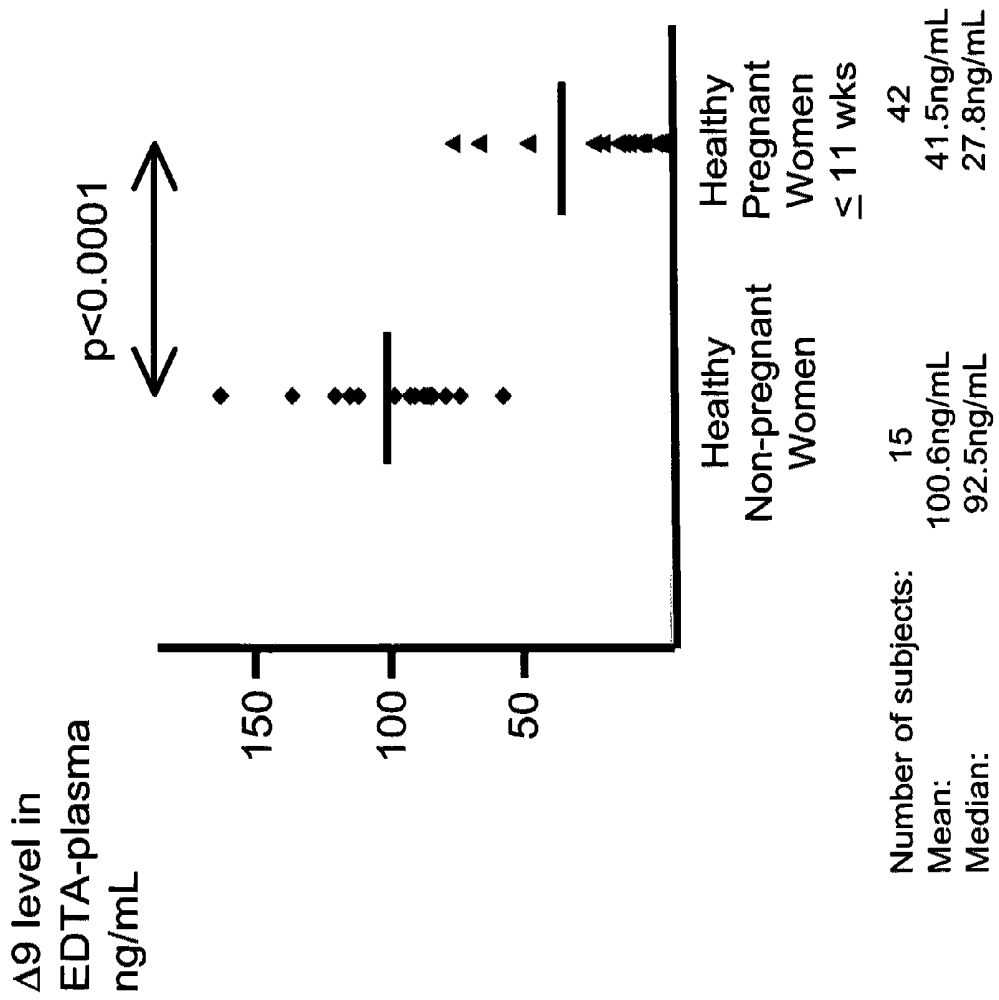 Δ9 level in
EDTA-plasma
ng/mL
p<0.0001
150
100
50
Healthy
Non-pregnant
Women
Healthy
Pregnant
Women
≤ 11 wks
Number of subjects: 15 42
Mean: 100.6ng/mL 41.5ng/mL
Median: 92.5ng/mL 27.8ng/mL